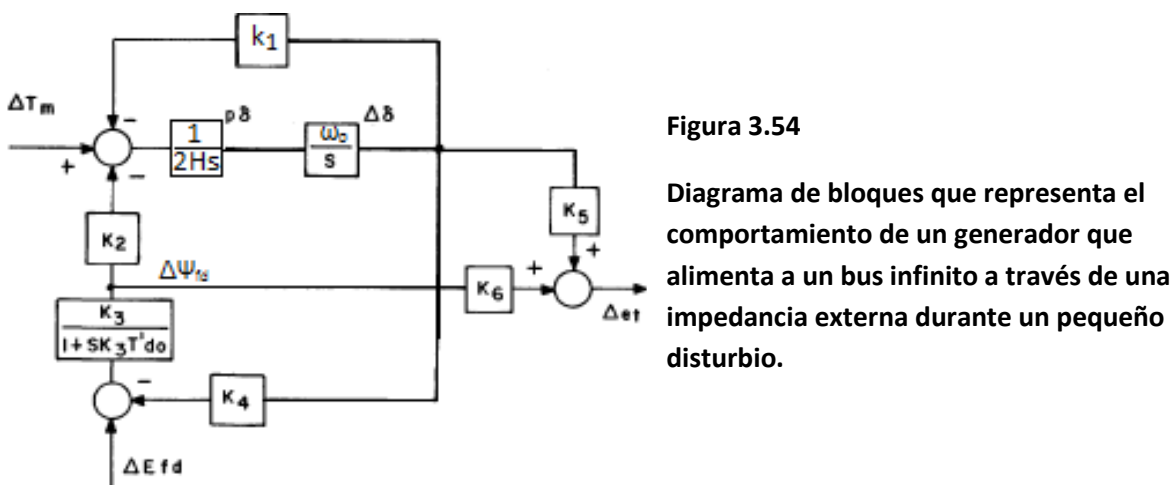 k1
ΔTm
-
pδ
Δδ
+
-
1
2Hs
ω₀
s
K5
K2
ΔΨfd
+
+
K6
Δet
K3
1+SK3T'do
-
K4
ΔEfd
Figura 3.54
Diagrama de bloques que representa el
comportamiento de un generador que
alimenta a un bus infinito a través de una
impedancia externa durante un pequeño
disturbio.